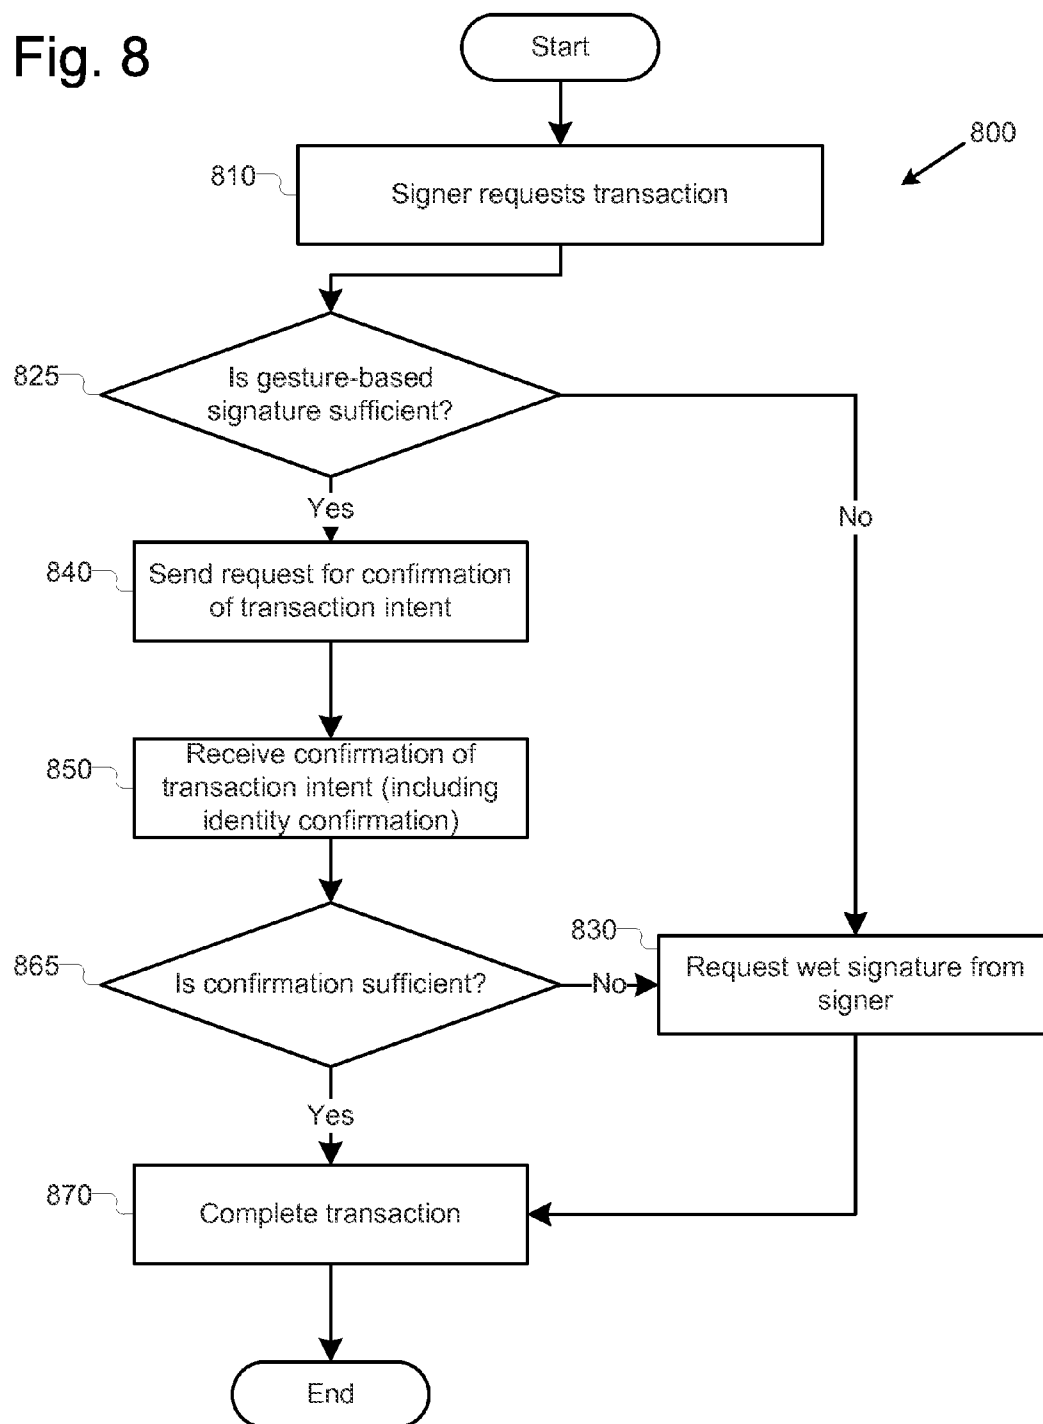 Fig. 8
Start
800
810
Signer requests transaction
825
Is gesture-based
signature sufficient?
Yes
No
840
Send request for confirmation
of transaction intent
850
Receive confirmation of
transaction intent (including
identity confirmation)
830
865
Is confirmation sufficient?
No
Request wet signature from
signer
Yes
870
Complete transaction
End